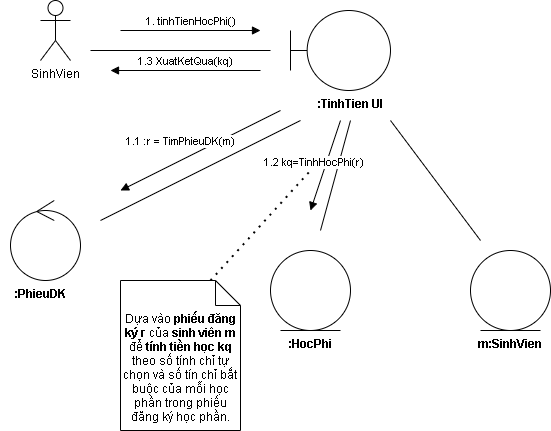 1. tinhTienHocPhi()
1.3 XuatKetQua(kq)
SinhVien
:TinhTien UI
1.1 :r = TimPhieuDK(m)
1.2 kq=TinhHocPhi(r)
:PhieuDK
:HocPhi
m:SinhVien
Dựa vào phiếu đăng
ký r của sinh viên m
để tính tiền học kq
theo số tính chỉ tự
chọn và số tín chỉ bắt
buộc của mỗi học
phần trong phiếu
đăng ký học phần.